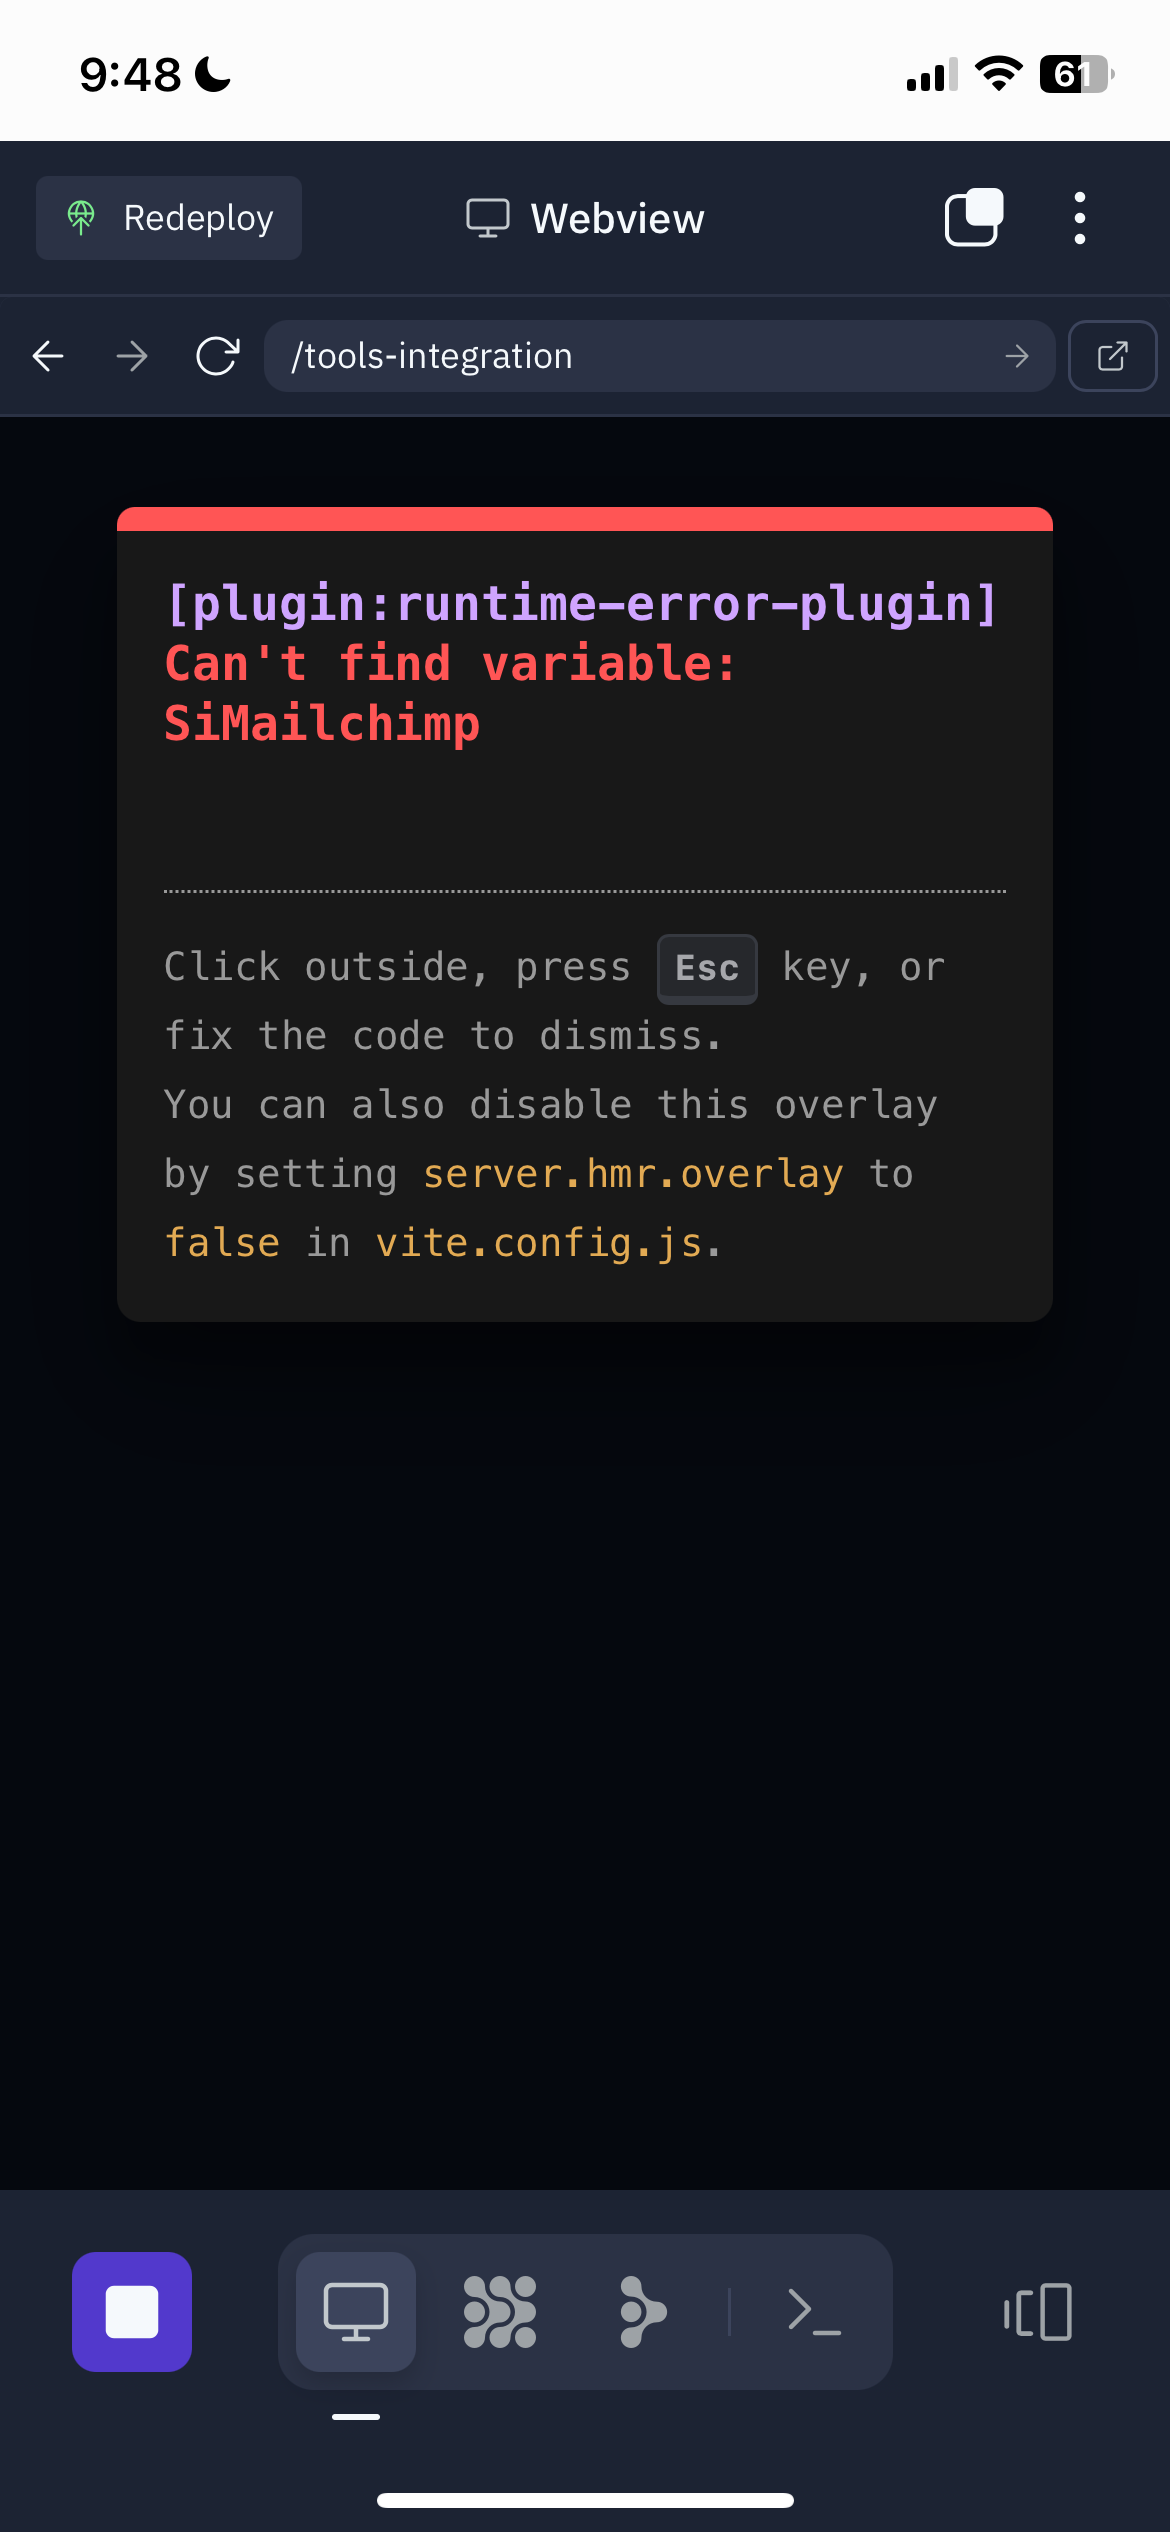 9:48
61
Redeploy
Webview
/tools-integration
[plugin:runtime-error-plugin]
Can't find variable:
SiMailchimp
Click outside, press Esc key, or
fix the code to dismiss.
You can also disable this overlay
by setting server.hmr.overlay to
false in vite.config.js.